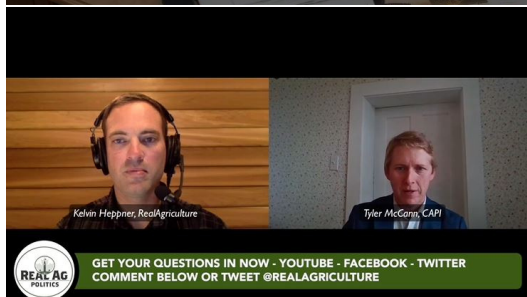 Kelvin Heppner, RealAgriculture
Tyler McCann, CAPI
REAL AG
POLITICS
GET YOUR QUESTIONS IN NOW - YOUTUBE - FACEBOOK - TWITTER
COMMENT BELOW OR TWEET @REALAGRICULTURE